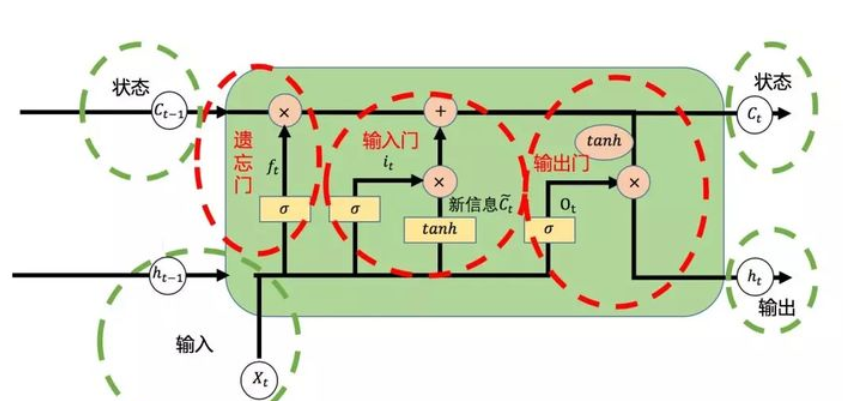 状态
C_{t-1}
×
+
状态
C_t
遗忘门
f_t
输入门
i_t
×
tanh
输出门
×
σ
σ
新信息C̃_t
O_t
tanh
σ
h_{t-1}
h_t
输出
输入
X_t